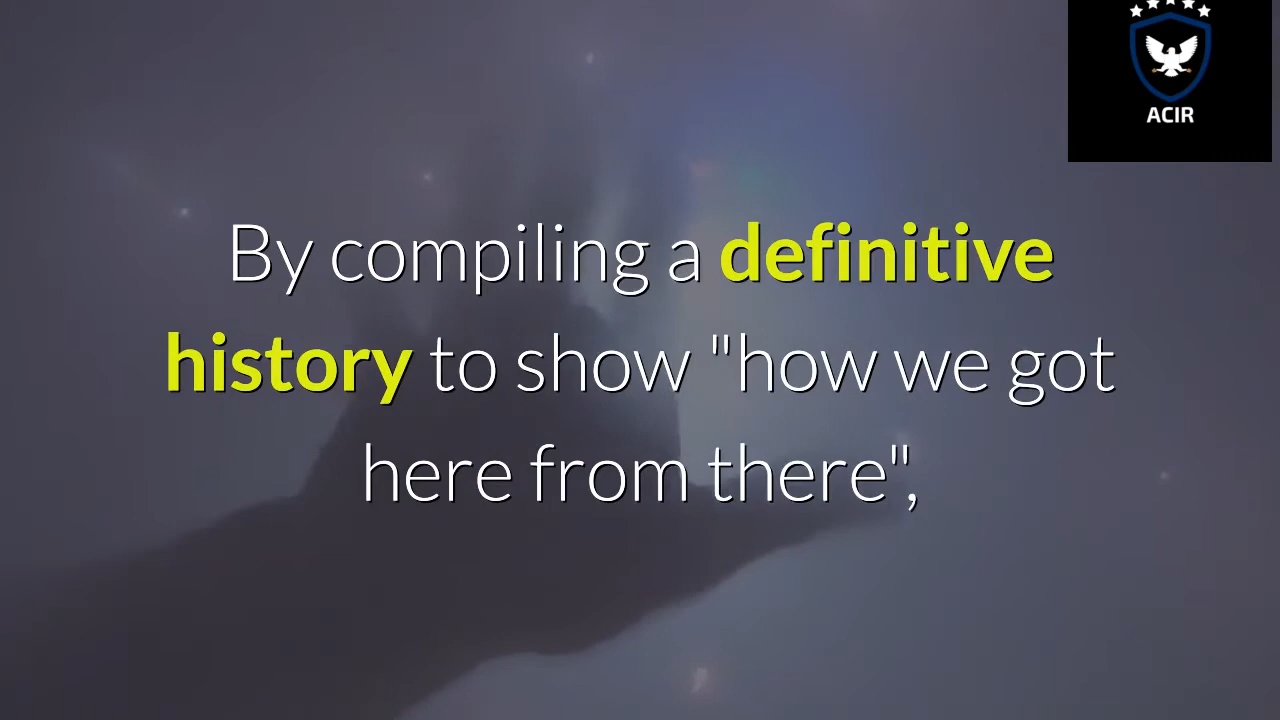 ACIR
By compiling a definitive
history to show "how we got
here from there",